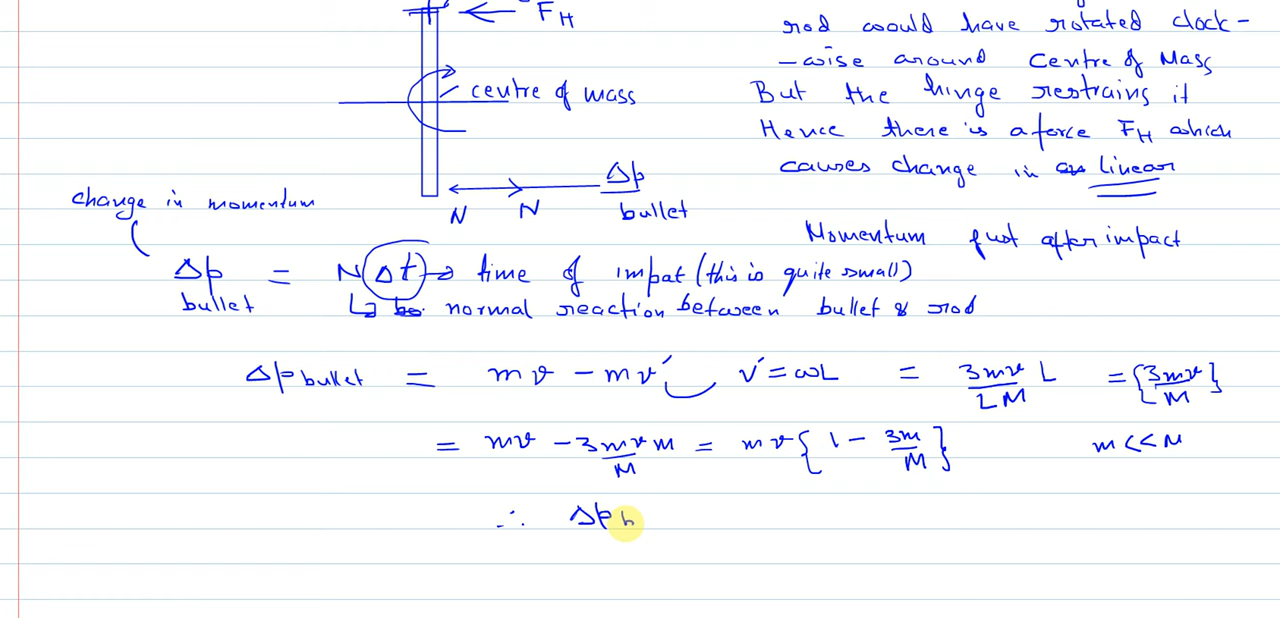 F_H
rod would have rotated clock-
-wise around Centre of Mass
But the hinge restrains it
Hence there is a force F_H which
causes change in Linear
Momentum just after impact
centre of mass
Δp
bullet
N N
change in momentum
Δp bullet = N Δt → time of impat (this is quite small)
↳ normal reaction between bullet & rod
Δp bullet = mv - mv' v' = ωL = 3mv/LM L = {3mv/M}
= mv - 3mv/M m = mv{1 - 3m/M} m << M
∴ Δp b